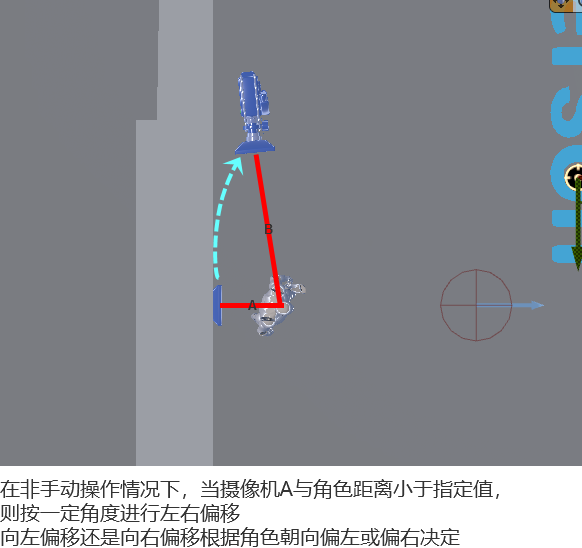 B
A
在非手动操作情况下，当摄像机A与角色距离小于指定值，
则按一定角度进行左右偏移
向左偏移还是向右偏移根据角色朝向偏左或偏右决定